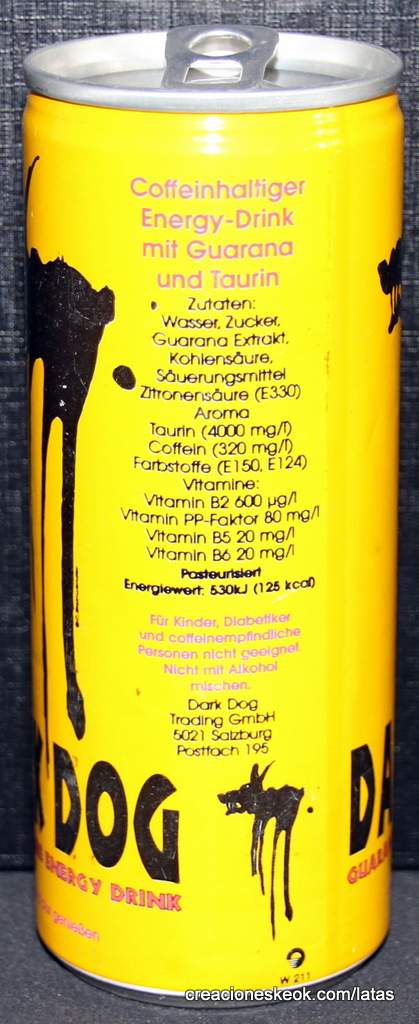 Coffeinhaltiger
Energy-Drink
mit Guarana
und Taurin
Zutaten:
Wasser, Zucker,
Guarana Extrakt,
Kohlensäure,
Säuerungsmittel
Zitronensäure (E330)
Aroma
Taurin (4000 mg/l)
Coffein (320 mg/l)
Farbstoffe (E150, E124)
Vitamine:
Vitamin B2 600 µg/l
Vitamin PP-Faktor 80 mg/l
Vitamin B5 20 mg/l
Vitamin B6 20 mg/l
Pasteurisiert
Energiewert: 530kJ (125 kcal)
Für Kinder, Diabetiker
und coffeinempfindliche
Personen nicht geeignet.
Nicht mit Alkohol
mischen.
Dark Dog
Trading GmbH
5021 Salzburg
Postfach 195
K DOG
ENERGY DRINK
genießen
DA
GUARA
W 211
creacioneskeok.com/latas